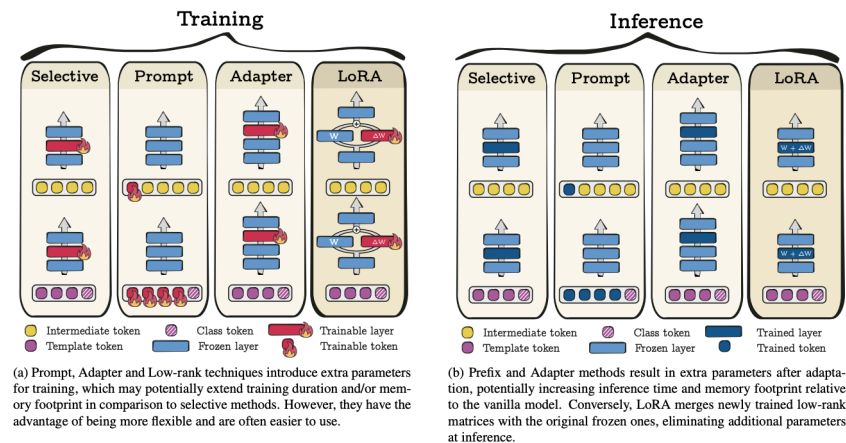 Training
Selective
Prompt
Adapter
LoRA
W
ΔW
W
ΔW
Intermediate token
Class token
Trainable layer
Template token
Frozen layer
Trainable token
(a) Prompt, Adapter and Low-rank techniques introduce extra parameters
for training, which may potentially extend training duration and/or mem-
ory footprint in comparison to selective methods. However, they have the
advantage of being more flexible and are often easier to use.
Inference
Selective
Prompt
Adapter
LoRA
W + ΔW
W + ΔW
Intermediate token
Class token
Trained layer
Template token
Frozen layer
Trained token
(b) Prefix and Adapter methods result in extra parameters after adapta-
tion, potentially increasing inference time and memory footprint relative
to the vanilla model. Conversely, LoRA merges newly trained low-rank
matrices with the original frozen ones, eliminating additional parameters
at inference.